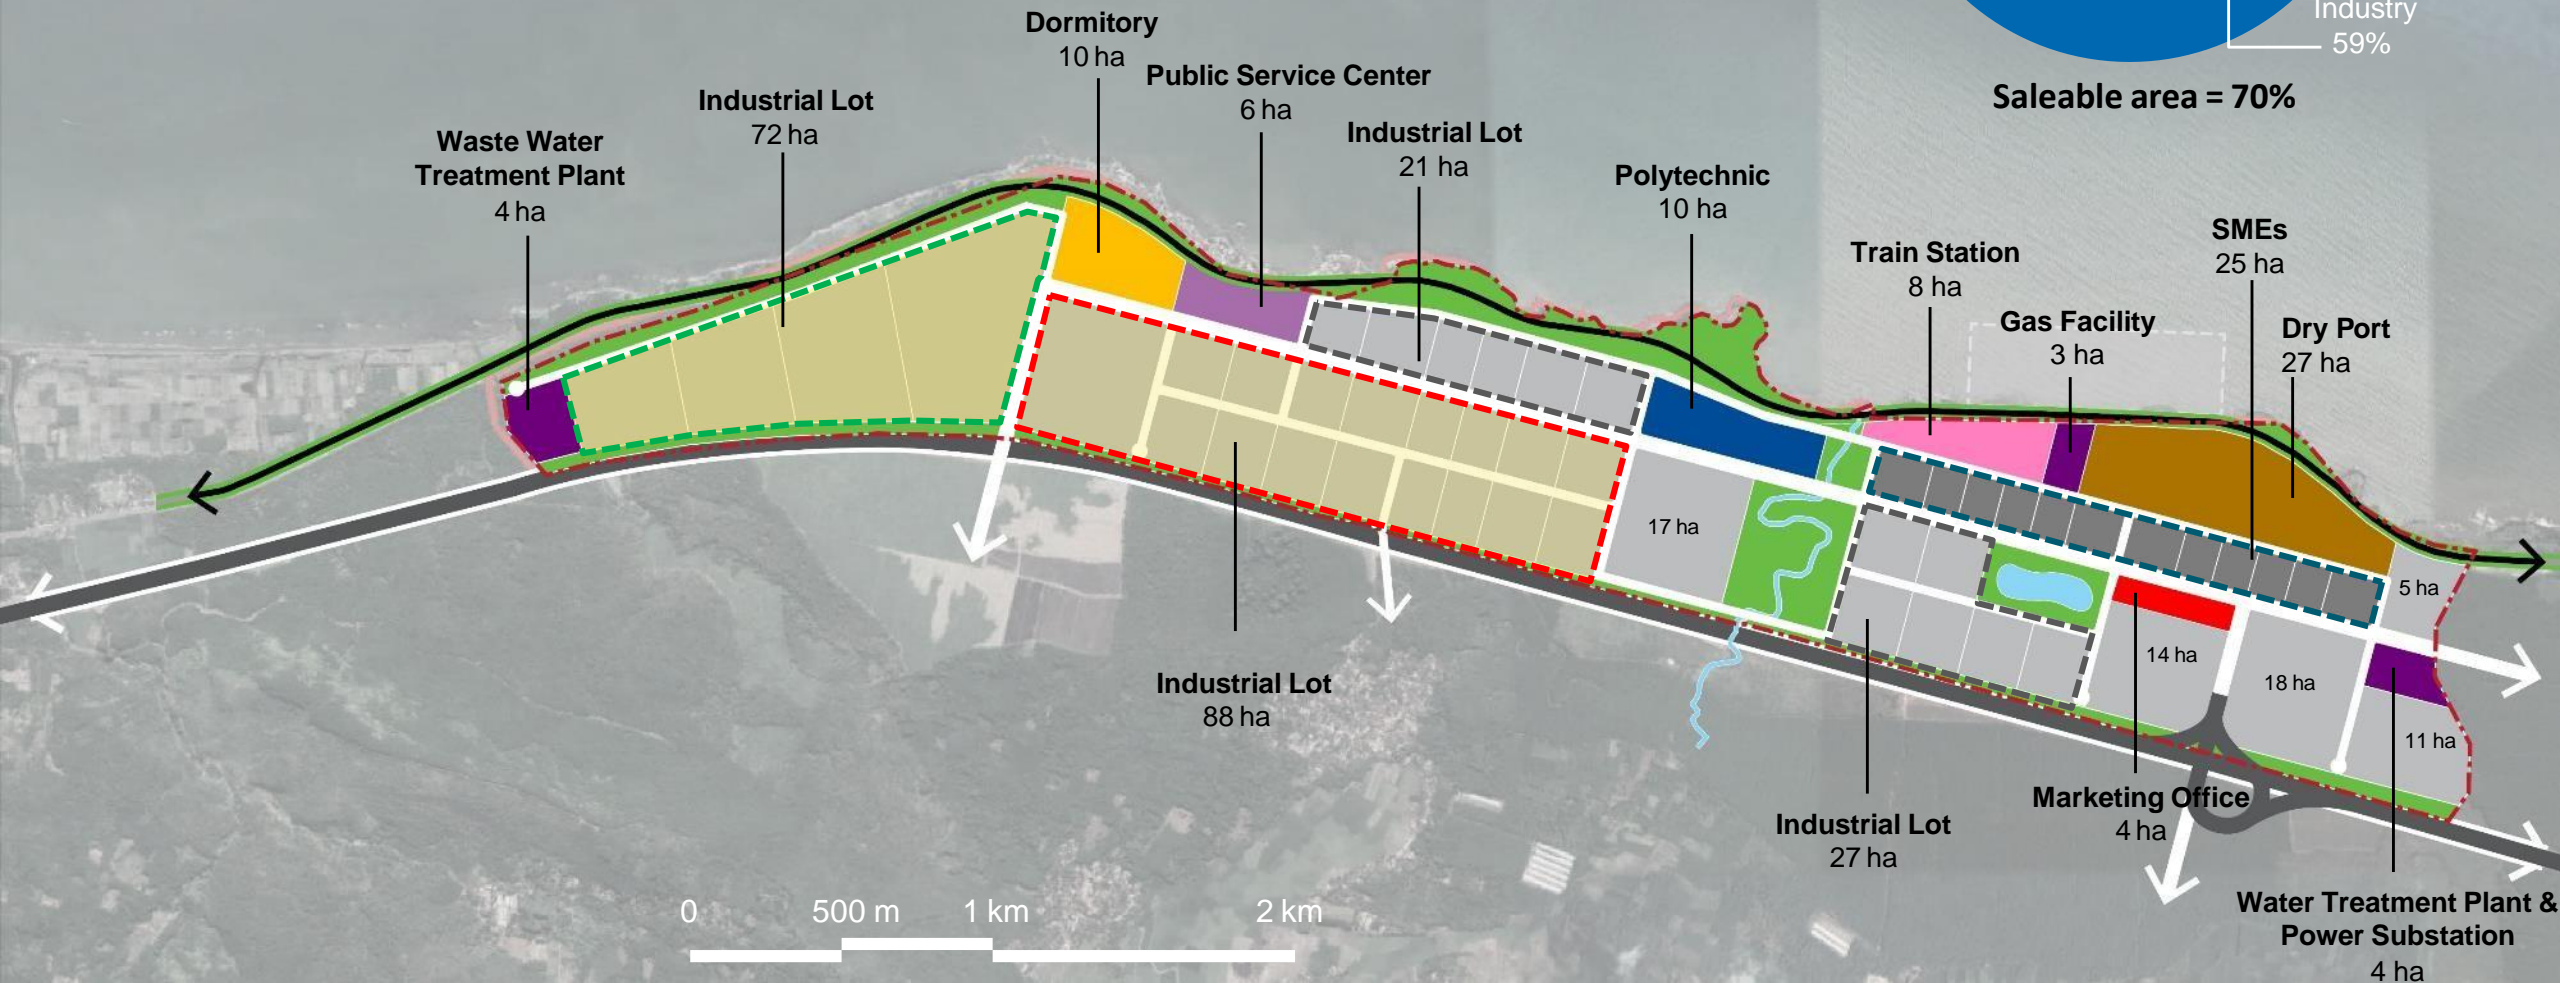 Industry
59%
Saleable area = 70%
Dormitory
10 ha
Public Service Center
6 ha
Industrial Lot
72 ha
Industrial Lot
21 ha
Waste Water
Treatment Plant
4 ha
Polytechnic
10 ha
Train Station
8 ha
SMEs
25 ha
Gas Facility
3 ha
Dry Port
27 ha
17 ha
5 ha
14 ha
18 ha
11 ha
Industrial Lot
88 ha
Industrial Lot
27 ha
Marketing Office
4 ha
Water Treatment Plant &
Power Substation
4 ha
0 500 m 1 km 2 km